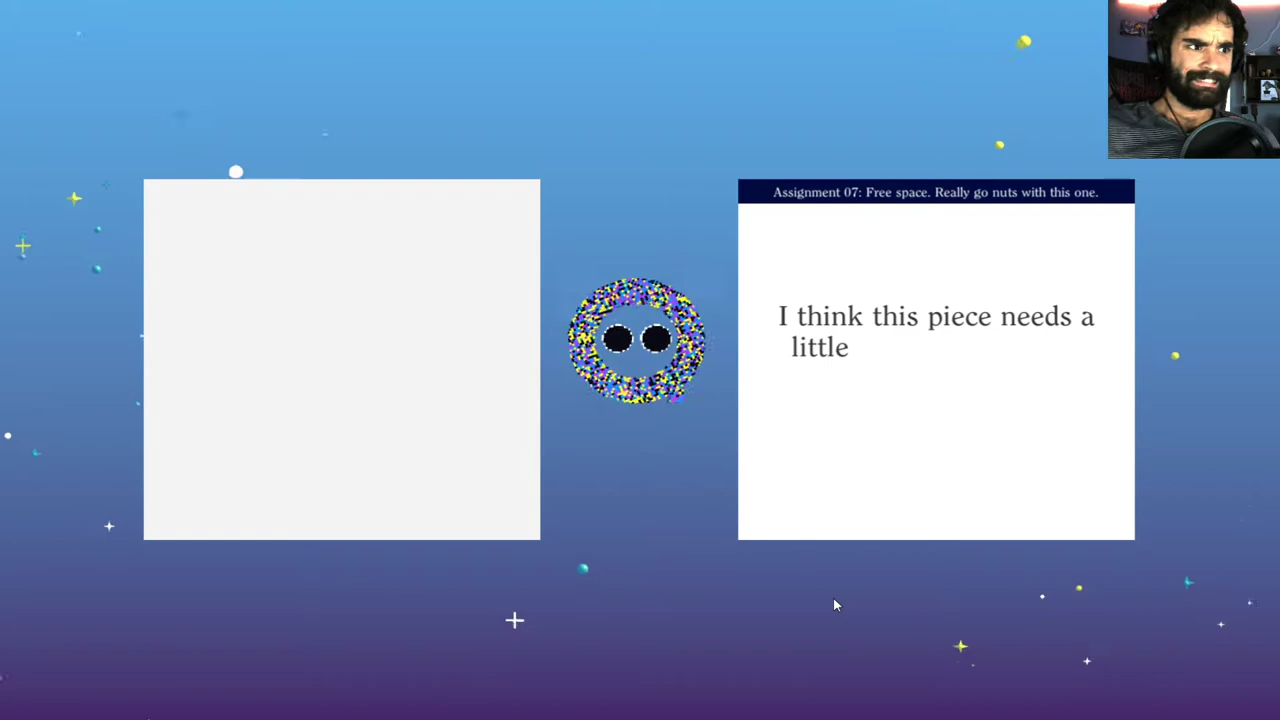 Assignment 07: Free space. Really go nuts with this one.
I think this piece needs a
little